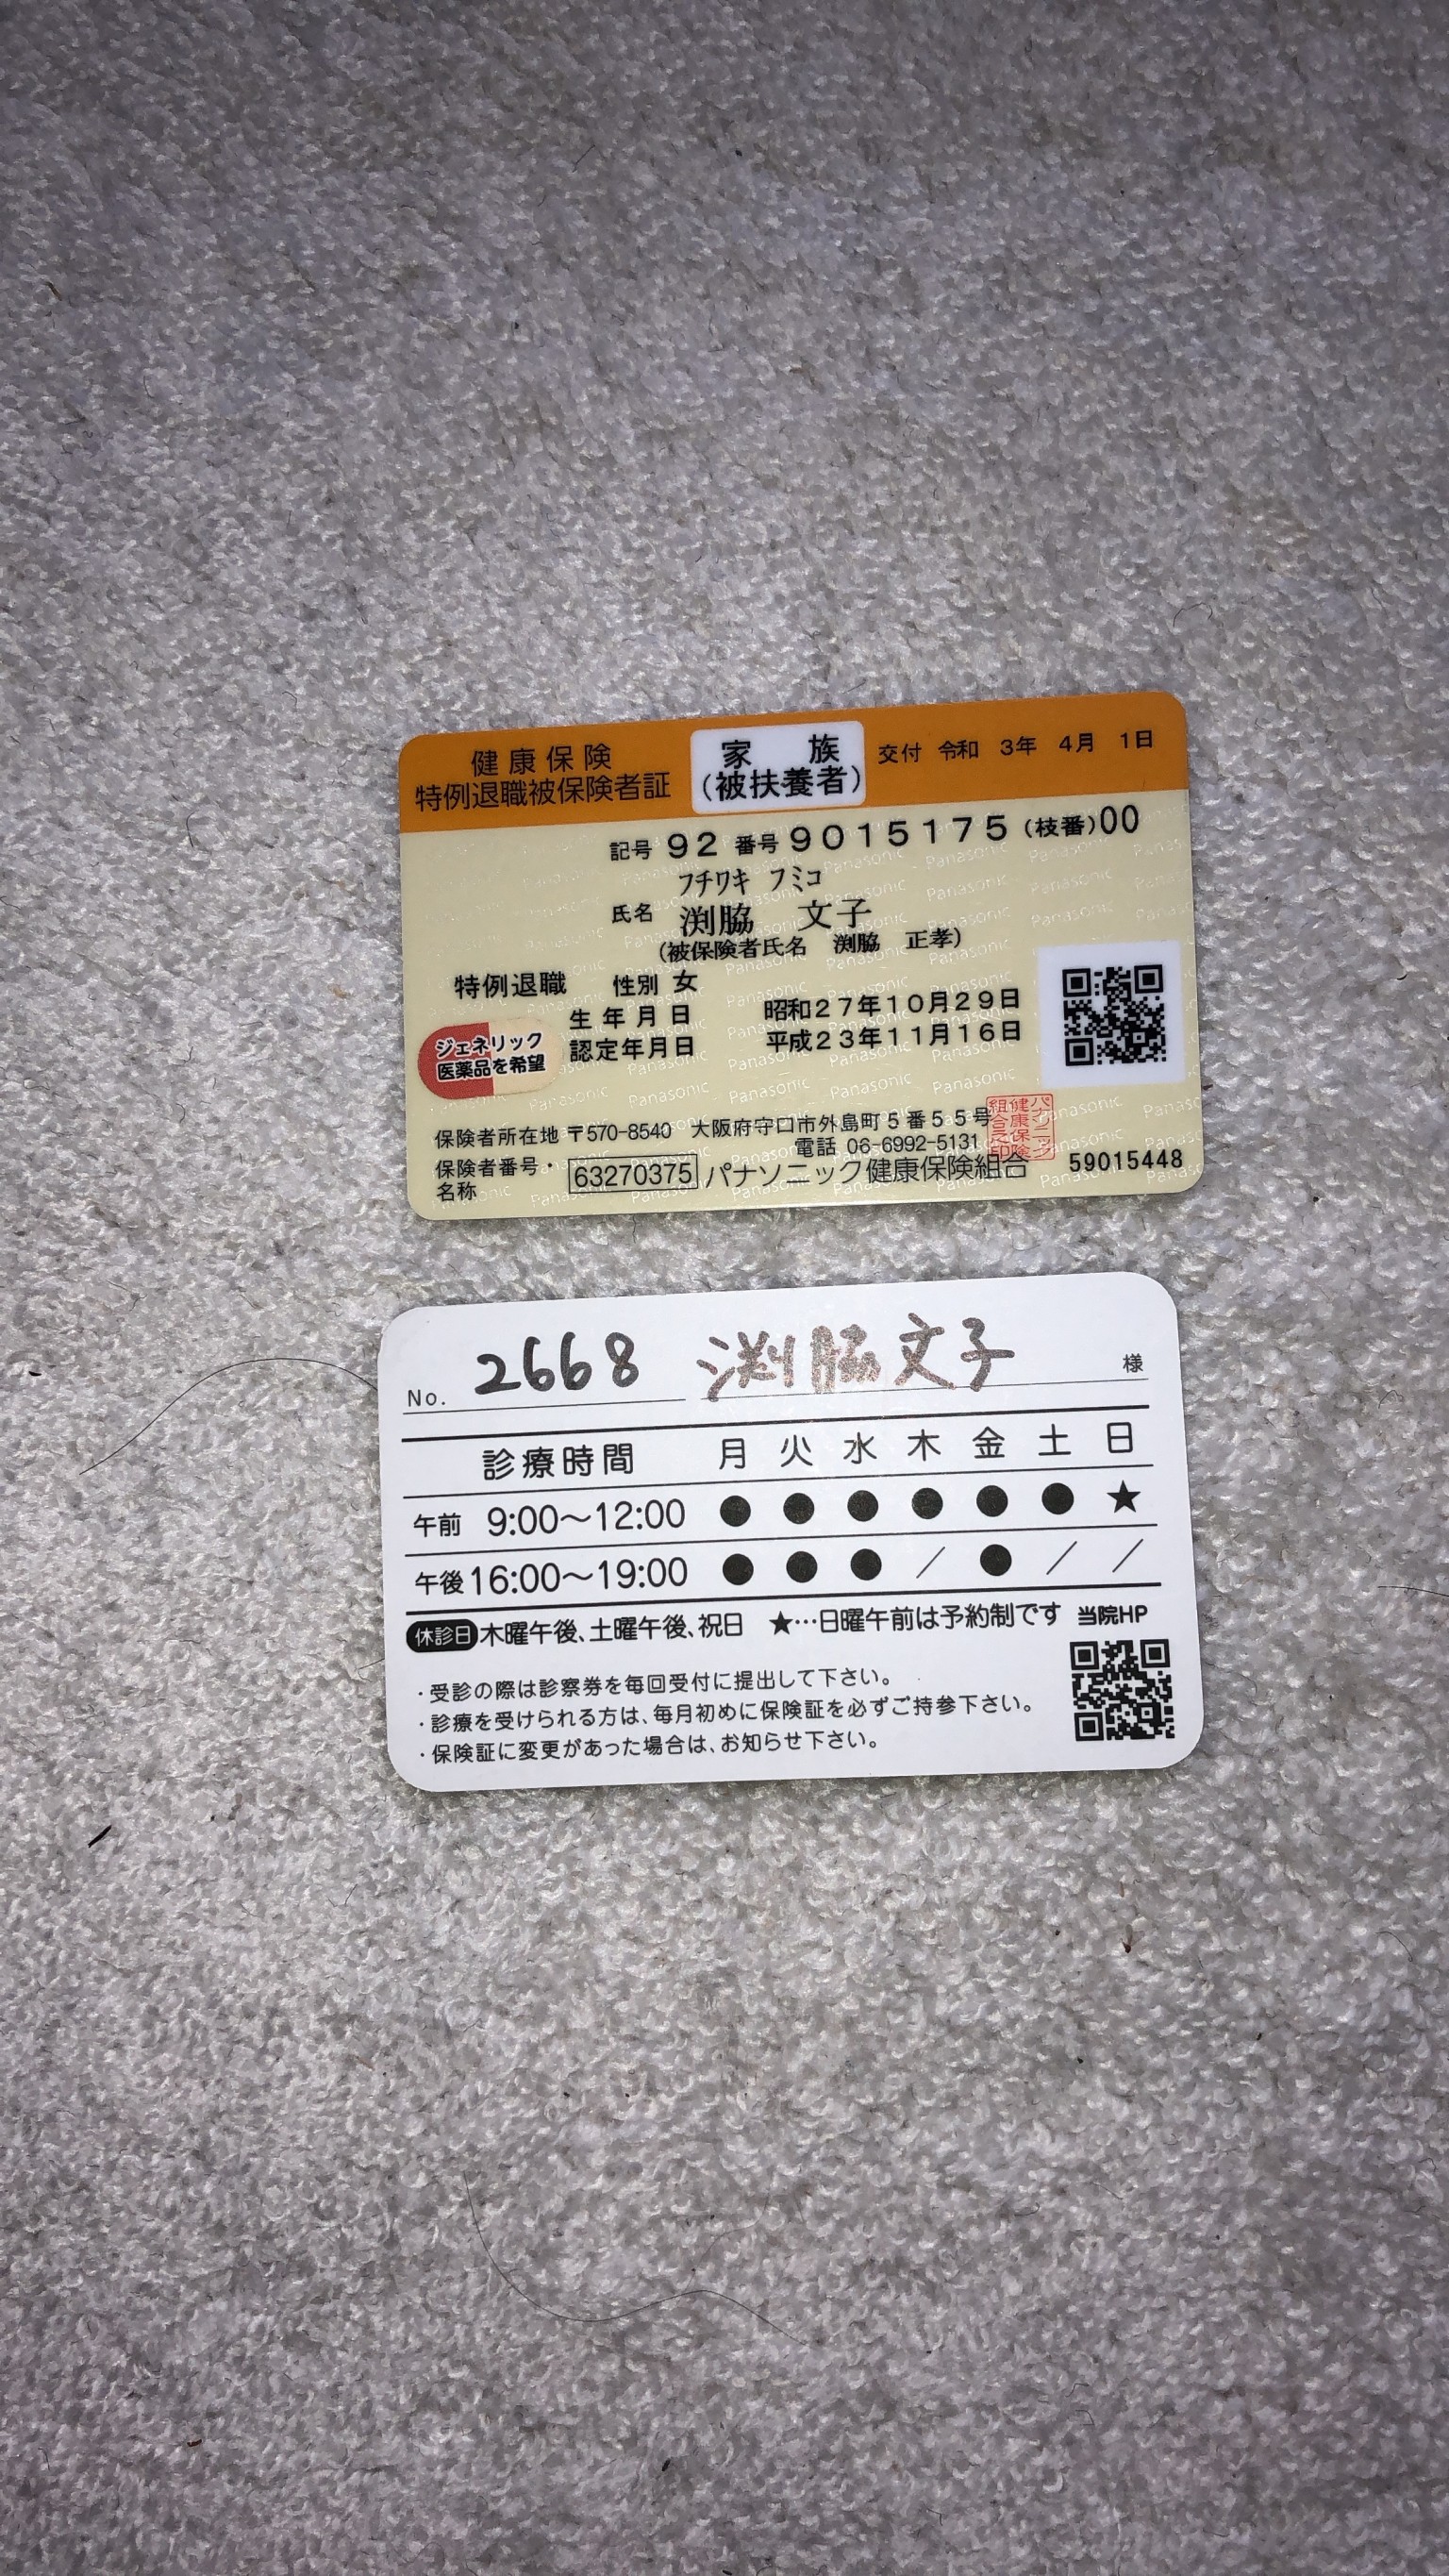 健康保険
特例退職被保険者証
家 族
(被扶養者)
交付 令和 3年 4月 1日
記号 92 番号 9015175 (枝番)00
フチワキ フミコ
氏名 渕脇 文子
(被保険者氏名 渕脇 正孝)
特例退職 性別 女
生年月日 昭和27年10月29日
認定年月日 平成23年11月16日
ジェネリック
医薬品を希望
保険者所在地 〒570-8540 大阪府守口市外島町5番55号
電話 06-6992-5131
保険者番号・
名称
63270375 パナソニック健康保険組合 59015448
パナソニック
健康保険
組合之印
No. 2668 渕脇文子 様
診療時間 月 火 水 木 金 土 日
午前 9:00～12:00 ● ● ● ● ● ● ★
午後 16:00～19:00 ● ● ● ／ ● ／ ／
休診日 木曜午後、土曜午後、祝日 ★…日曜午前は予約制です 当院HP
・受診の際は診察券を毎回受付に提出して下さい。
・診療を受けられる方は、毎月初めに保険証を必ずご持参下さい。
・保険証に変更があった場合は、お知らせ下さい。